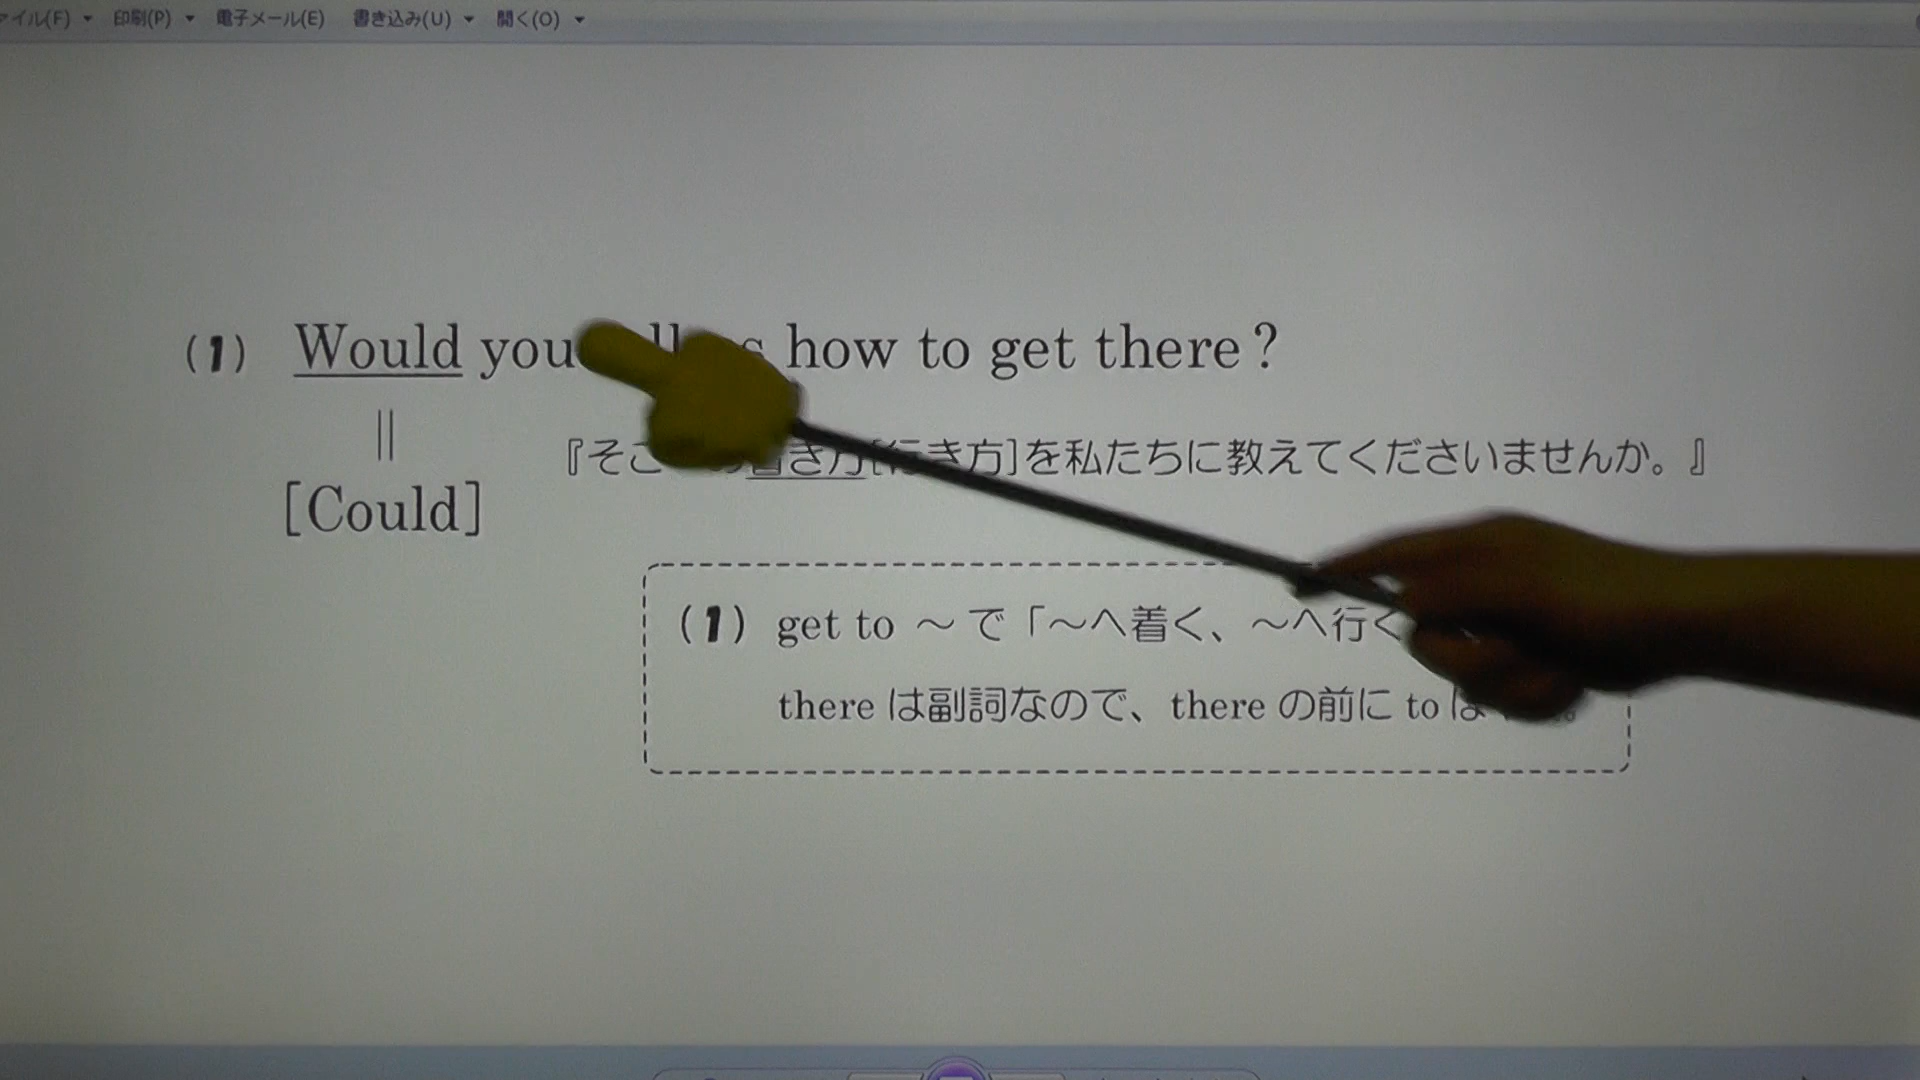 イル(F) 印刷(P) 電子メール(E) 書き込み(U) 開く(O)
(1) Would you how to get there?
||
『そこ き方[行き方]を私たちに教えてくださいませんか。』
[Could]
(1) get to ～で「～へ着く、～へ行く
there は副詞なので、there の前に to は